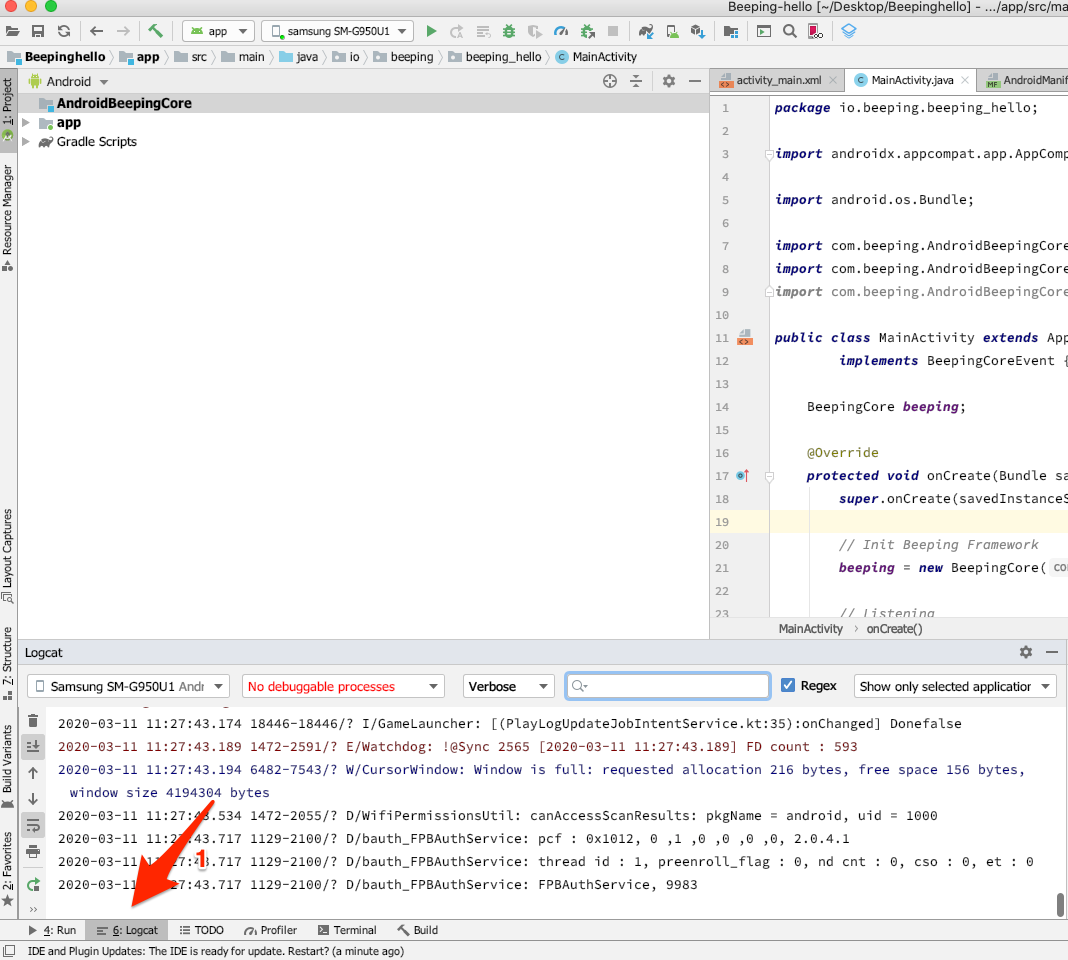 Beeping-hello [~/Desktop/Beepinghello] - .../app/src/ma
app
samsung SM-G950U1
Beepinghello
app
src
main
java
io
beeping
beeping_hello
MainActivity
1: Project
Resource Manager
Layout Captures
7: Structure
Build Variants
2: Favorites
Android
AndroidBeepingCore
app
Gradle Scripts
activity_main.xml
MainActivity.java
AndroidManif
1 package io.beeping.beeping_hello;
2
3 import androidx.appcompat.app.AppComp
4
5 import android.os.Bundle;
6
7 import com.beeping.AndroidBeepingCore
8 import com.beeping.AndroidBeepingCore
9 import com.beeping.AndroidBeepingCore
10
11 public class MainActivity extends App
12 implements BeepingCoreEvent {
13
14 BeepingCore beeping;
15
16 @Override
17 protected void onCreate(Bundle sa
18 super.onCreate(savedInstanceS
19
20 // Init Beeping Framework
21 beeping = new BeepingCore( co
22
23 // Listening
MainActivity › onCreate()
Logcat
Samsung SM-G950U1 Andr
No debuggable processes
Verbose
Regex
Show only selected application
2020-03-11 11:27:43.174 18446-18446/? I/GameLauncher: [(PlayLogUpdateJobIntentService.kt:35):onChanged] Donefalse
2020-03-11 11:27:43.189 1472-2591/? E/Watchdog: !@Sync 2565 [2020-03-11 11:27:43.189] FD count : 593
2020-03-11 11:27:43.194 6482-7543/? W/CursorWindow: Window is full: requested allocation 216 bytes, free space 156 bytes,
window size 4194304 bytes
2020-03-11 11:27:43.534 1472-2055/? D/WifiPermissionsUtil: canAccessScanResults: pkgName = android, uid = 1000
2020-03-11 11:27:43.717 1129-2100/? D/bauth_FPBAuthService: pcf : 0x1012, 0 ,1 ,0 ,0 ,0 ,0, 2.0.4.1
2020-03-11 11:27:43.717 1129-2100/? D/bauth_FPBAuthService: thread id : 1, preenroll_flag : 0, nd cnt : 0, cso : 0, et : 0
2020-03-11 11:27:43.717 1129-2100/? D/bauth_FPBAuthService: FPBAuthService, 9983
1
4: Run
6: Logcat
TODO
Profiler
Terminal
Build
IDE and Plugin Updates: The IDE is ready for update. Restart? (a minute ago)